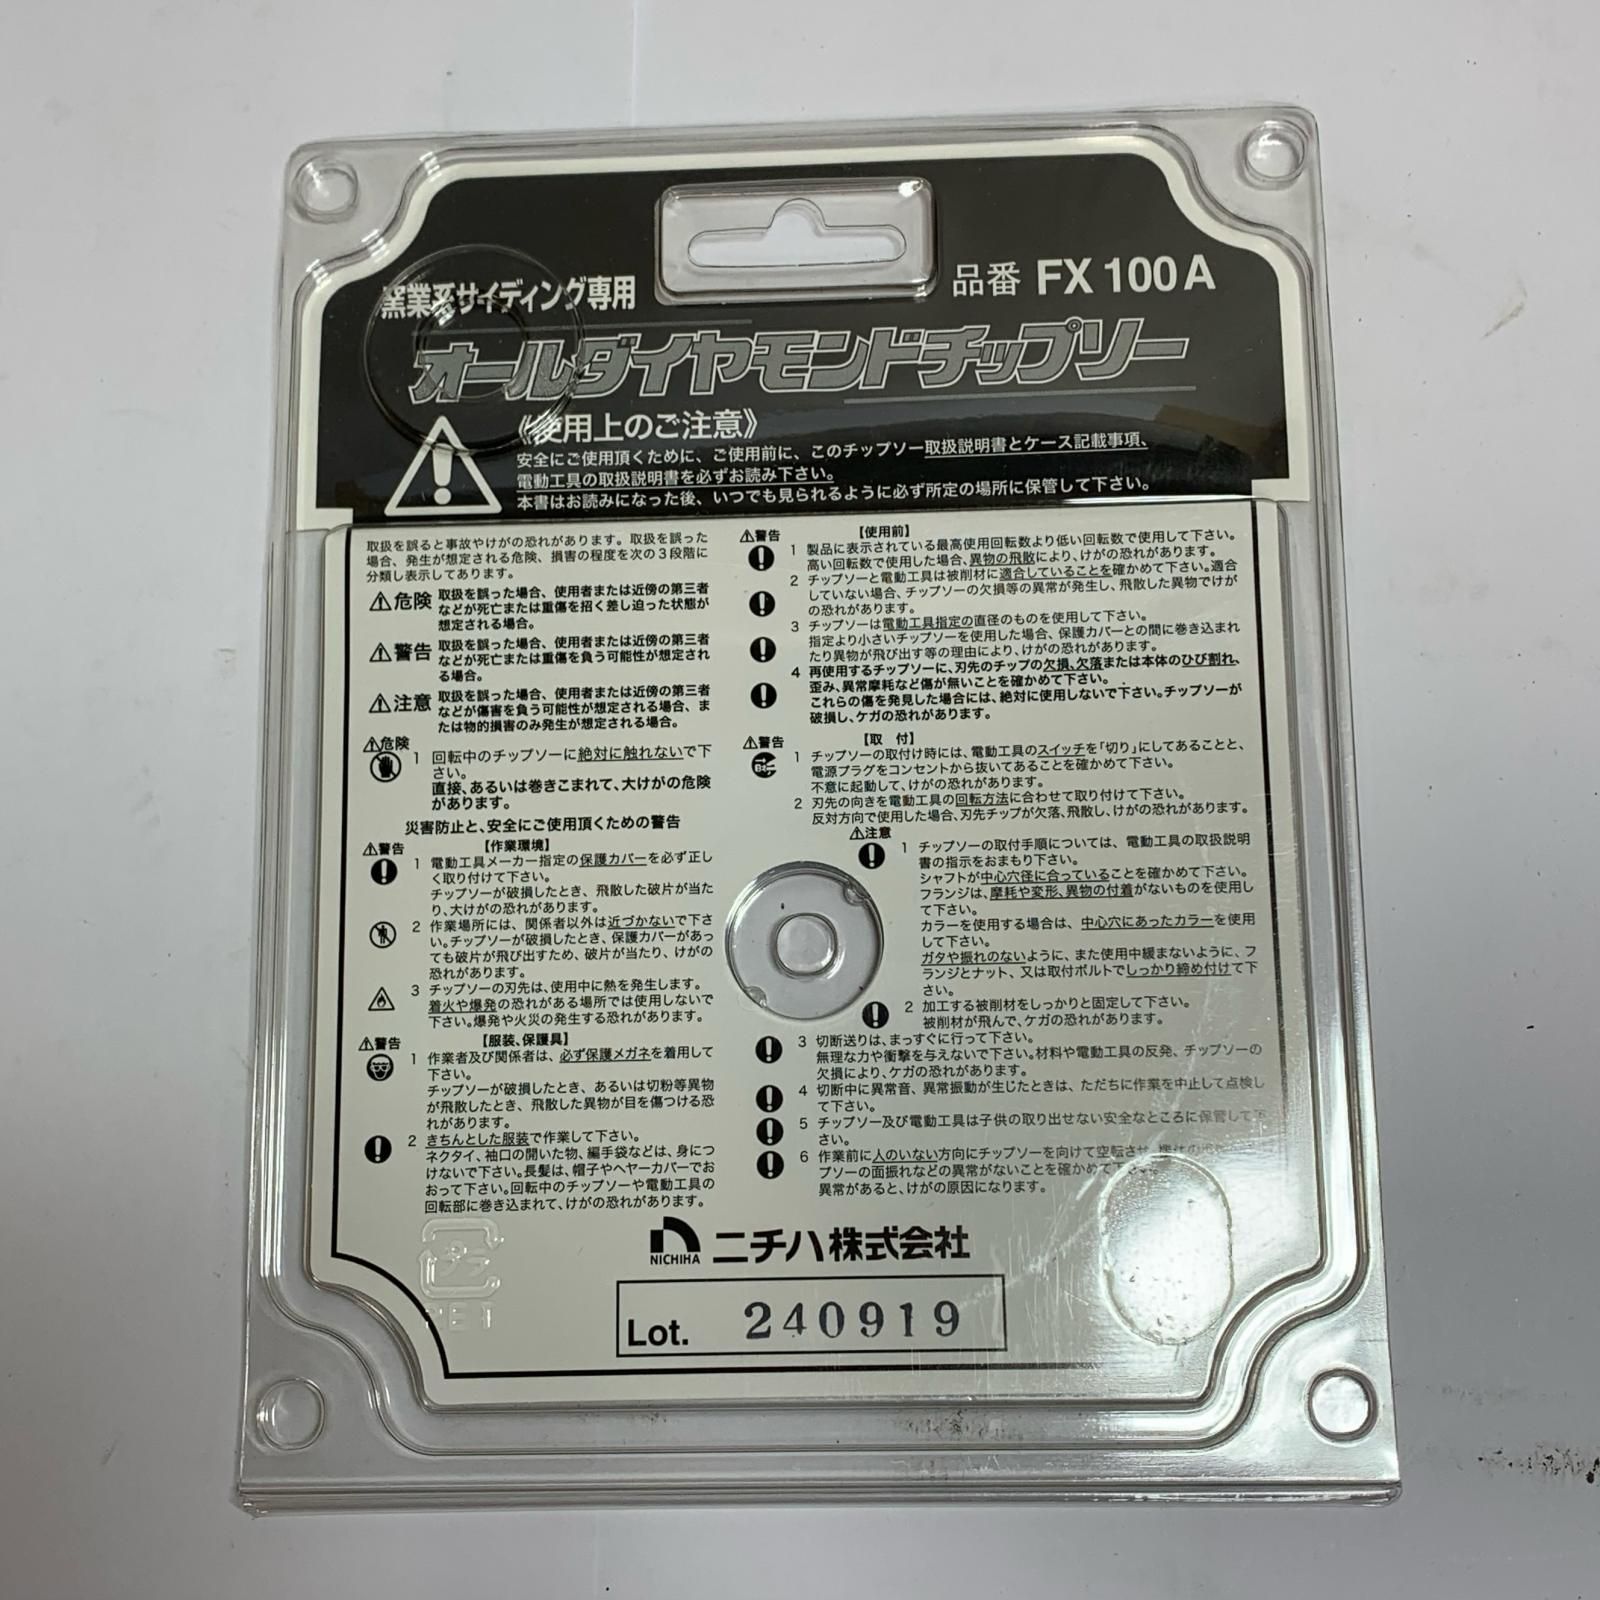 窯業系サイディング専用
品番 FX 100A
オールダイヤモンドチップソー
《使用上のご注意》
安全にご使用頂くために、ご使用前に、このチップソー取扱説明書とケース記載事項、
電動工具の取扱説明書を必ずお読み下さい。
本書はお読みになった後、いつでも見られるように必ず所定の場所に保管して下さい。
取扱を誤ると事故やけがの恐れがあります。取扱を誤った
場合、発生が想定される危険、損害の程度を次の3段階に
分類し表示してあります。
危険 取扱を誤った場合、使用者または近傍の第三者
などが死亡または重傷を招く差し迫った状態が
想定される場合。
警告 取扱を誤った場合、使用者または近傍の第三者
などが死亡または重傷を負う可能性が想定され
る場合。
注意 取扱を誤った場合、使用者または近傍の第三者
などが傷害を負う可能性が想定される場合、ま
たは物的損害のみ発生が想定される場合。
危険
1 回転中のチップソーに絶対に触れないで下
さい。
直接、あるいは巻きこまれて、大けがの危険
があります。
災害防止と、安全にご使用頂くための警告
警告 【作業環境】
1 電動工具メーカー指定の保護カバーを必ず正し
く取り付けて下さい。
チップソーが破損したとき、飛散した破片が当た
り、大けがの恐れがあります。
2 作業場所には、関係者以外は近づかないで下さ
い。チップソーが破損したとき、保護カバーがあっ
ても破片が飛び出すため、破片が当たり、けがの
恐れがあります。
3 チップソーの刃先は、使用中に熱を発生します。
着火や爆発の恐れがある場所では使用しないで
下さい。爆発や火災の発生する恐れがあります。
警告 【服装、保護具】
1 作業者及び関係者は、必ず保護メガネを着用して
下さい。
チップソーが破損したとき、あるいは切粉等異物
が飛散したとき、飛散した異物が目を傷つける恐
れがあります。
2 きちんとした服装で作業して下さい。
ネクタイ、袖口の開いた物、編手袋などは、身につ
けないで下さい。長髪は、帽子やヘヤーカバーでお
おって下さい。回転中のチップソーや電動工具の
回転部に巻き込まれて、けがの恐れがあります。
警告 【使用前】
1 製品に表示されている最高使用回転数より低い回転数で使用して下さい。
高い回転数で使用した場合、異物の飛散により、けがの恐れがあります。
2 チップソーと電動工具は被削材に適合していることを確かめて下さい。適合
していない場合、チップソーの欠損等の異常が発生し、飛散した異物でけが
の恐れがあります。
3 チップソーは電動工具指定の直径のものを使用して下さい。
指定より小さいチップソーを使用した場合、保護カバーとの間に巻き込まれ
たり異物が飛び出す等の理由により、けがの恐れがあります。
4 再使用するチップソーに、刃先のチップの欠損、欠落または本体のひび割れ、
歪み、異常摩耗など傷が無いことを確かめて下さい。
これらの傷を発見した場合には、絶対に使用しないで下さい。チップソーが
破損し、ケガの恐れがあります。
警告 【取 付】
1 チップソーの取付け時には、電動工具のスイッチを「切り」にしてあることと、
電源プラグをコンセントから抜いてあることを確かめて下さい。
不意に起動して、けがの恐れがあります。
2 刃先の向きを電動工具の回転方法に合わせて取り付けて下さい。
反対方向で使用した場合、刃先チップが欠落、飛散し、けがの恐れがあります。
注意
1 チップソーの取付手順については、電動工具の取扱説明
書の指示をおまもり下さい。
シャフトが中心穴径に合っていることを確かめて下さい。
フランジは、摩耗や変形、異物の付着がないものを使用し
て下さい。
カラーを使用する場合は、中心穴にあったカラーを使用
して下さい。
ガタや振れのないように、また使用中緩まないように、フ
ランジとナット、又は取付ボルトでしっかり締め付けて下
さい。
2 加工する被削材をしっかりと固定して下さい。
被削材が飛んで、ケガの恐れがあります。
3 切断送りは、まっすぐに行って下さい。
無理な力や衝撃を与えないで下さい。材料や電動工具の反発、チップソーの
欠損により、ケガの恐れがあります。
4 切断中に異常音、異常振動が生じたときは、ただちに作業を中止して点検し
て下さい。
5 チップソー及び電動工具は子供の取り出せない安全なところに保管して下
さい。
6 作業前に人のいない方向にチップソーを向けて空転させ、
プソーの面振れなどの異常がないことを確かめて下さ
異常があると、けがの原因になります。
NICHIHA ニチハ株式会社
プラ
PET
Lot. 240919